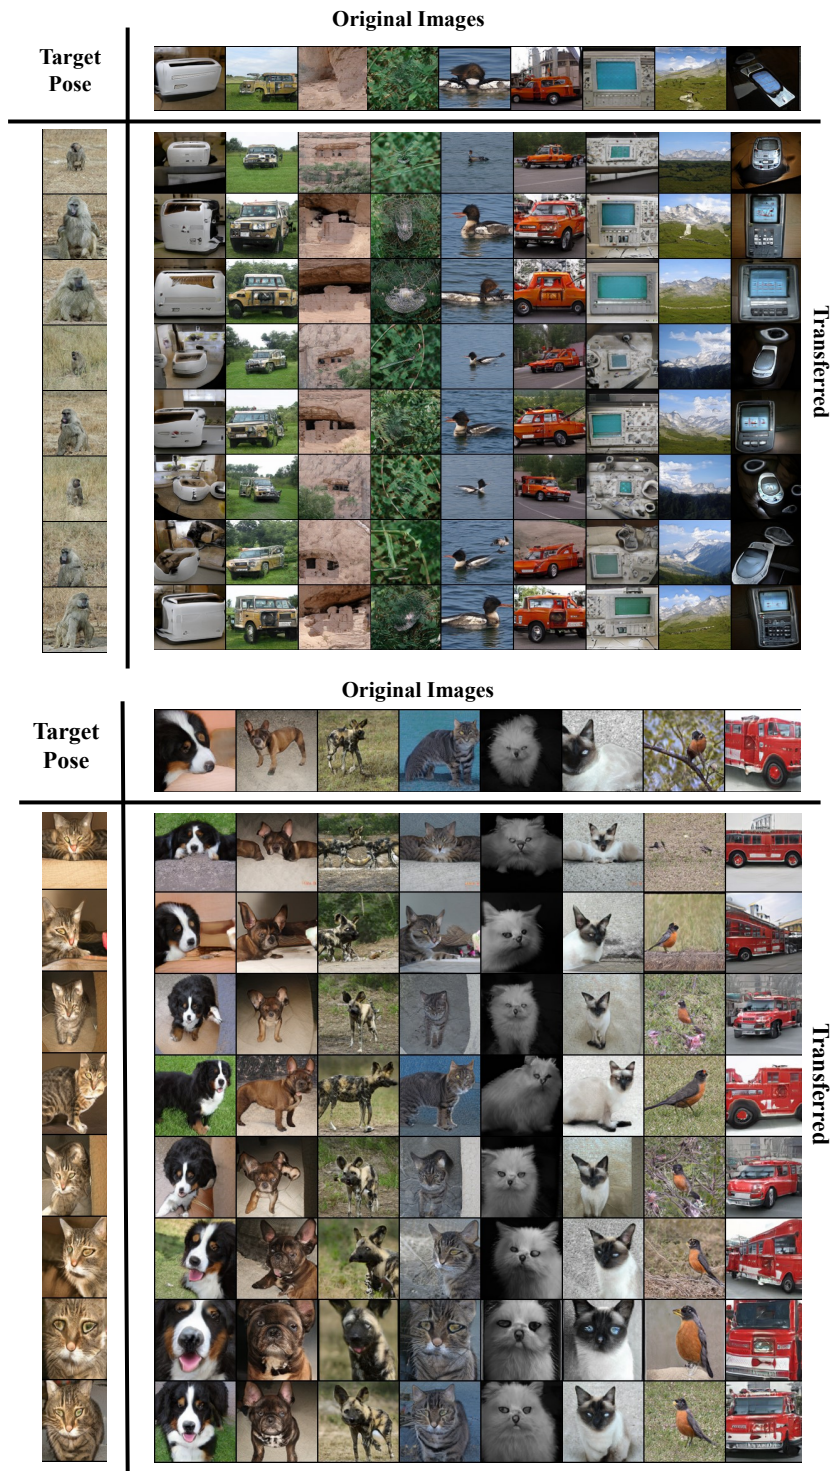 Original Images
Target
Pose
Transferred
Original Images
Target
Pose
Transferred